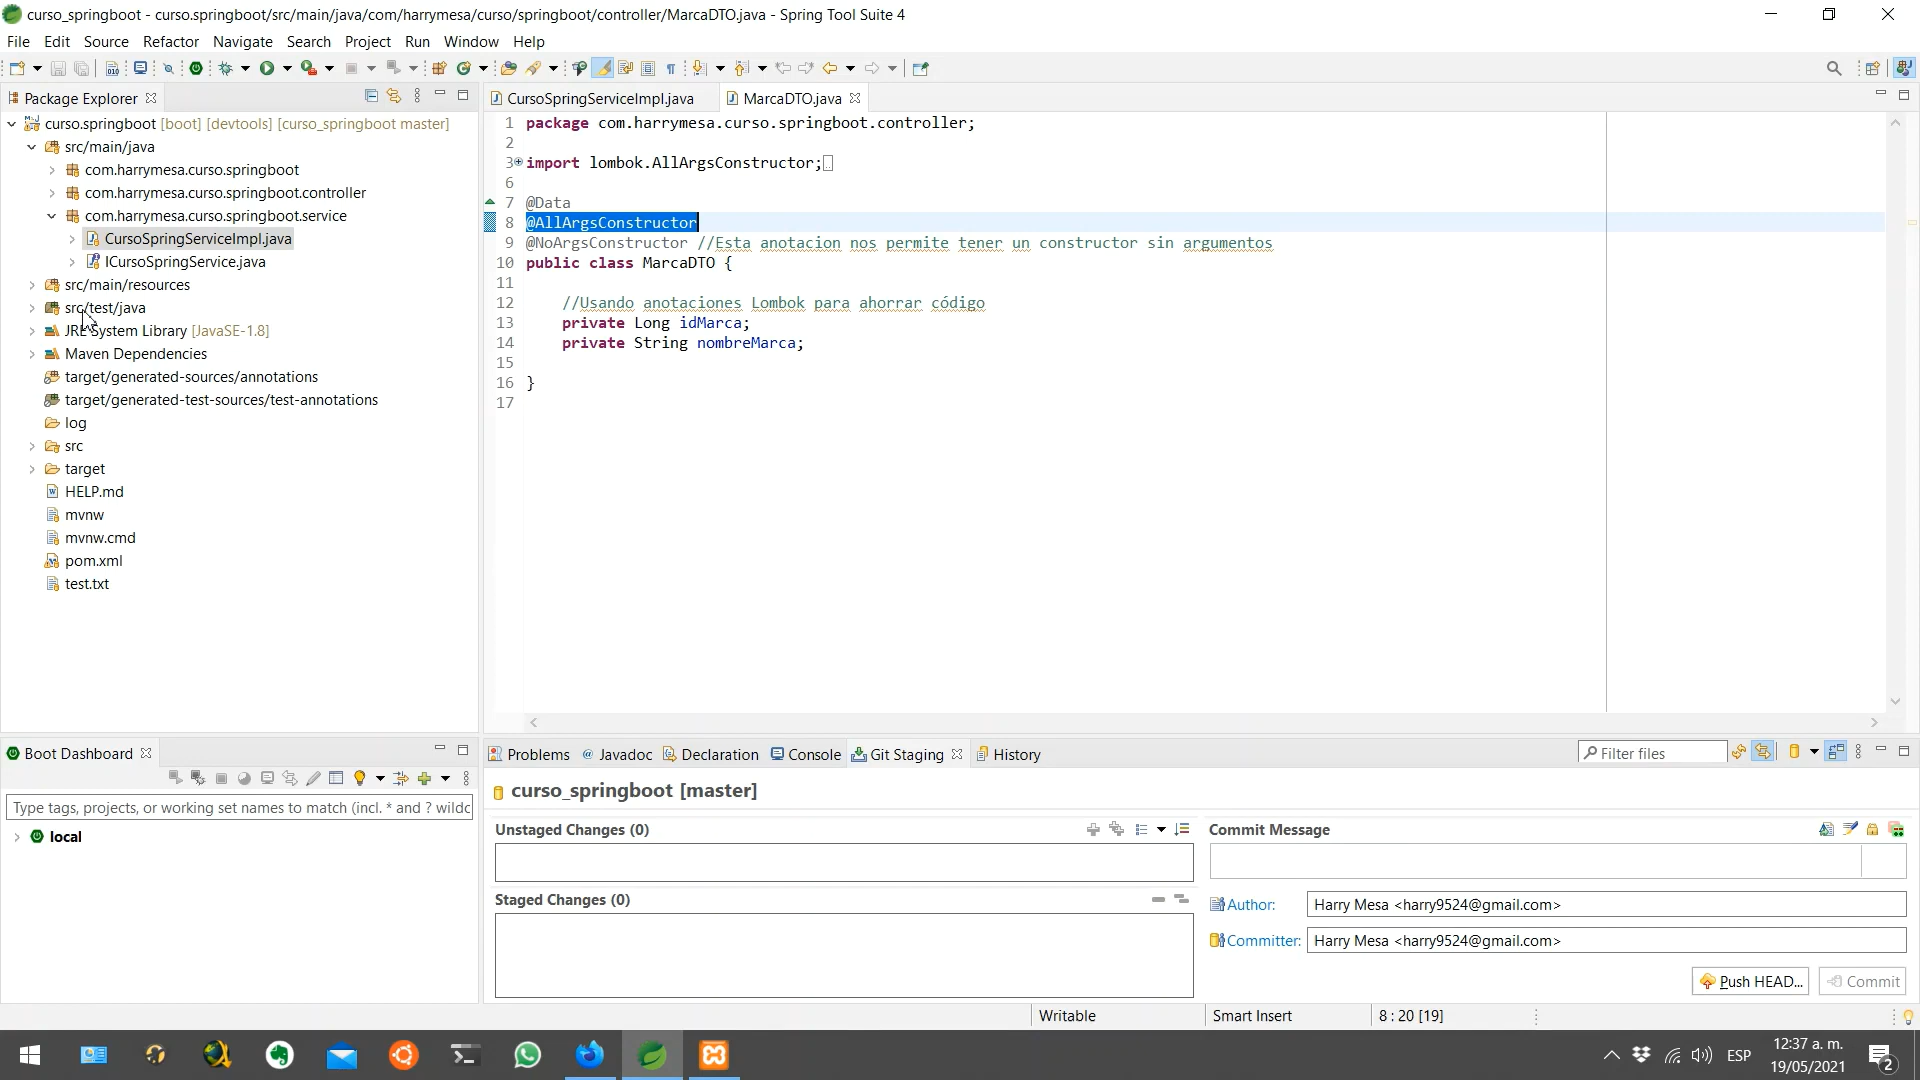 curso_springboot - curso.springboot/src/main/java/com/harrymesa/curso/springboot/controller/MarcaDTO.java - Spring Tool Suite 4
File Edit Source Refactor Navigate Search Project Run Window Help
Package Explorer
CursoSpringServiceImpl.java
MarcaDTO.java
curso.springboot [boot] [devtools] [curso_springboot master]
src/main/java
com.harrymesa.curso.springboot
com.harrymesa.curso.springboot.controller
com.harrymesa.curso.springboot.service
CursoSpringServiceImpl.java
ICursoSpringService.java
src/main/resources
src/test/java
JRE System Library [JavaSE-1.8]
Maven Dependencies
target/generated-sources/annotations
target/generated-test-sources/test-annotations
log
src
target
HELP.md
mvnw
mvnw.cmd
pom.xml
test.txt
1 package com.harrymesa.curso.springboot.controller;
2
3 import lombok.AllArgsConstructor;
6
7 @Data
8 @AllArgsConstructor
9 @NoArgsConstructor //Esta anotacion nos permite tener un constructor sin argumentos
10 public class MarcaDTO {
11
12 //Usando anotaciones Lombok para ahorrar código
13 private Long idMarca;
14 private String nombreMarca;
15
16 }
17
Boot Dashboard
Type tags, projects, or working set names to match (incl. * and ? wildc
local
Problems Javadoc Declaration Console Git Staging History
Filter files
curso_springboot [master]
Unstaged Changes (0)
Staged Changes (0)
Commit Message
Author: Harry Mesa <harry9524@gmail.com>
Committer: Harry Mesa <harry9524@gmail.com>
Push HEAD... Commit
Writable Smart Insert 8 : 20 [19]
ESP
12:37 a. m.
19/05/2021
2